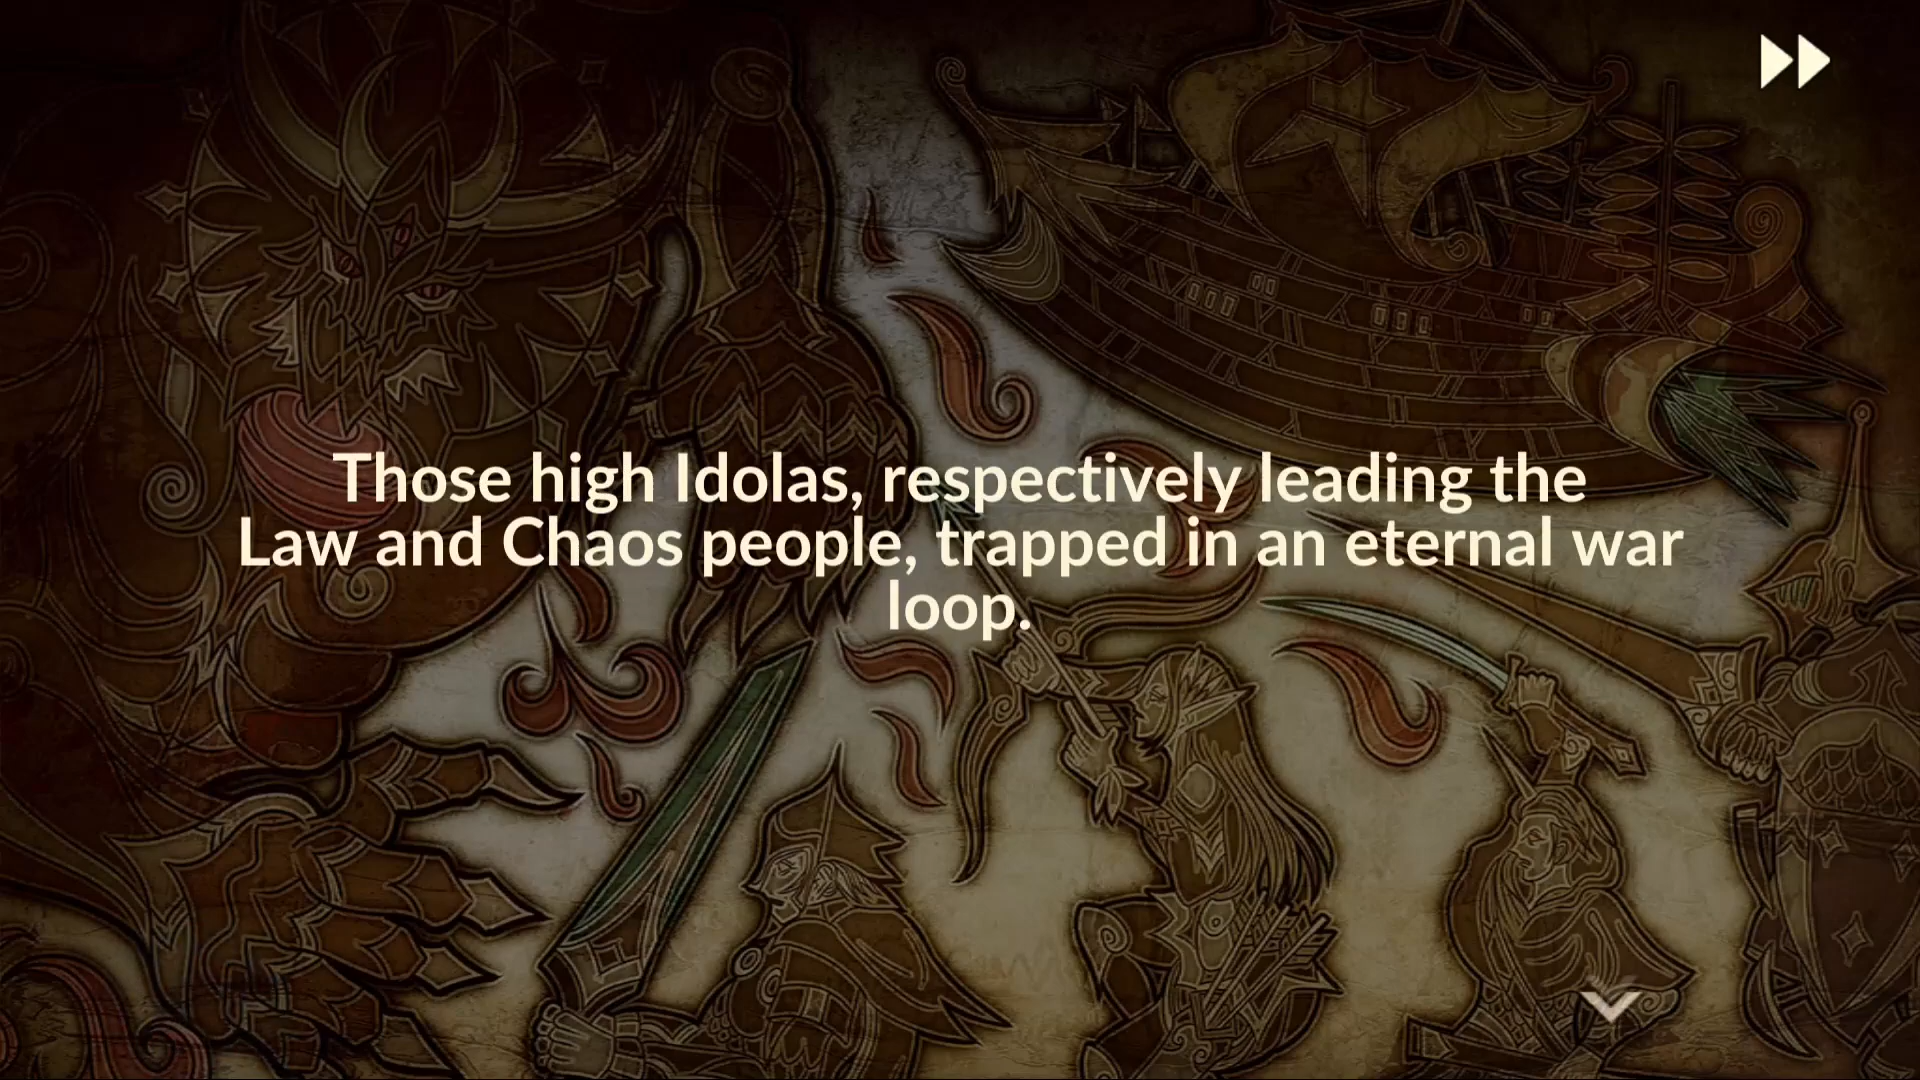 Those high Idolas, respectively leading the
Law and Chaos people, trapped in an eternal war
loop.